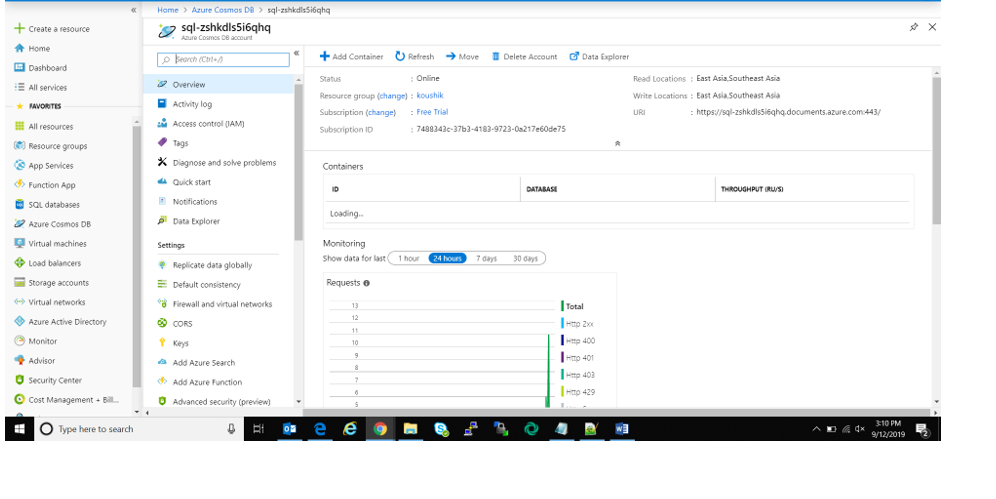 «
Home > Azure Cosmos DB > sql-zshkdls5i6qhq
Create a resource
Home
Dashboard
All services
FAVORITES
All resources
Resource groups
App Services
Function App
SQL databases
Azure Cosmos DB
Virtual machines
Load balancers
Storage accounts
Virtual networks
Azure Active Directory
Monitor
Advisor
Security Center
Cost Management + Bill...
sql-zshkdls5i6qhq
Azure Cosmos DB account
Search (Ctrl+/)
«
Overview
Activity log
Access control (IAM)
Tags
Diagnose and solve problems
Quick start
Notifications
Data Explorer
Settings
Replicate data globally
Default consistency
Firewall and virtual networks
CORS
Keys
Add Azure Search
Add Azure Function
Advanced security (preview)
Add Container Refresh Move Delete Account Data Explorer
Status : Online
Resource group (change) : koushik
Subscription (change) : Free Trial
Subscription ID : 7488343c-37b3-4183-9723-0a217e60de75
Read Locations : East Asia,Southeast Asia
Write Locations : East Asia,Southeast Asia
URI : https://sql-zshkdls5i6qhq.documents.azure.com:443/
Containers
ID DATABASE THROUGHPUT (RU/S)
Loading...
Monitoring
Show data for last 1 hour 24 hours 7 days 30 days
Requests
13
12
11
10
9
8
7
6
5
Total
Http 2xx
Http 400
Http 401
Http 403
Http 429
Type here to search
3:10 PM
9/12/2019
2